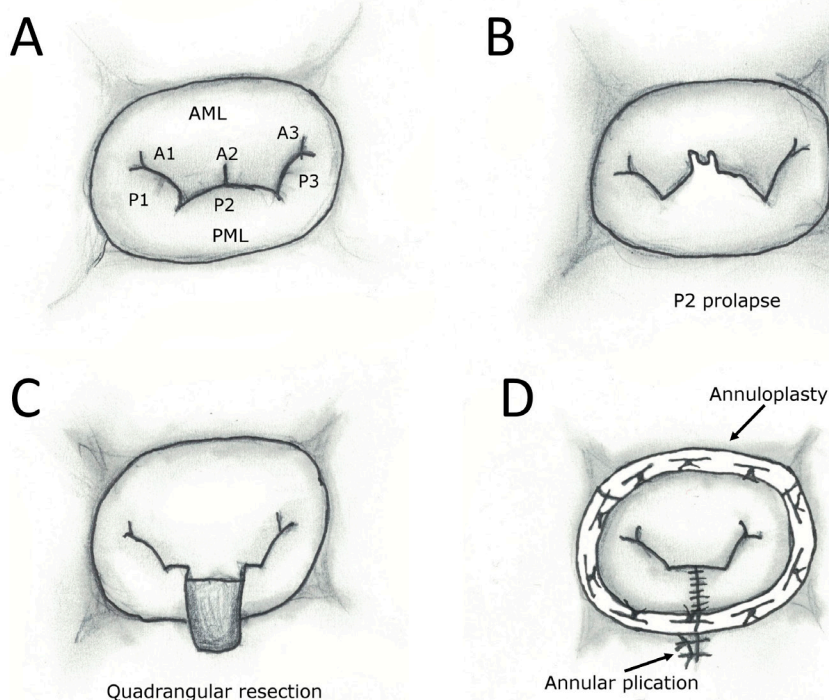 A
B
AML
A3
A1
A2
P3
P1
P2
PML
P2 prolapse
C
D
Annuloplasty
Annular plication
Quadrangular resection